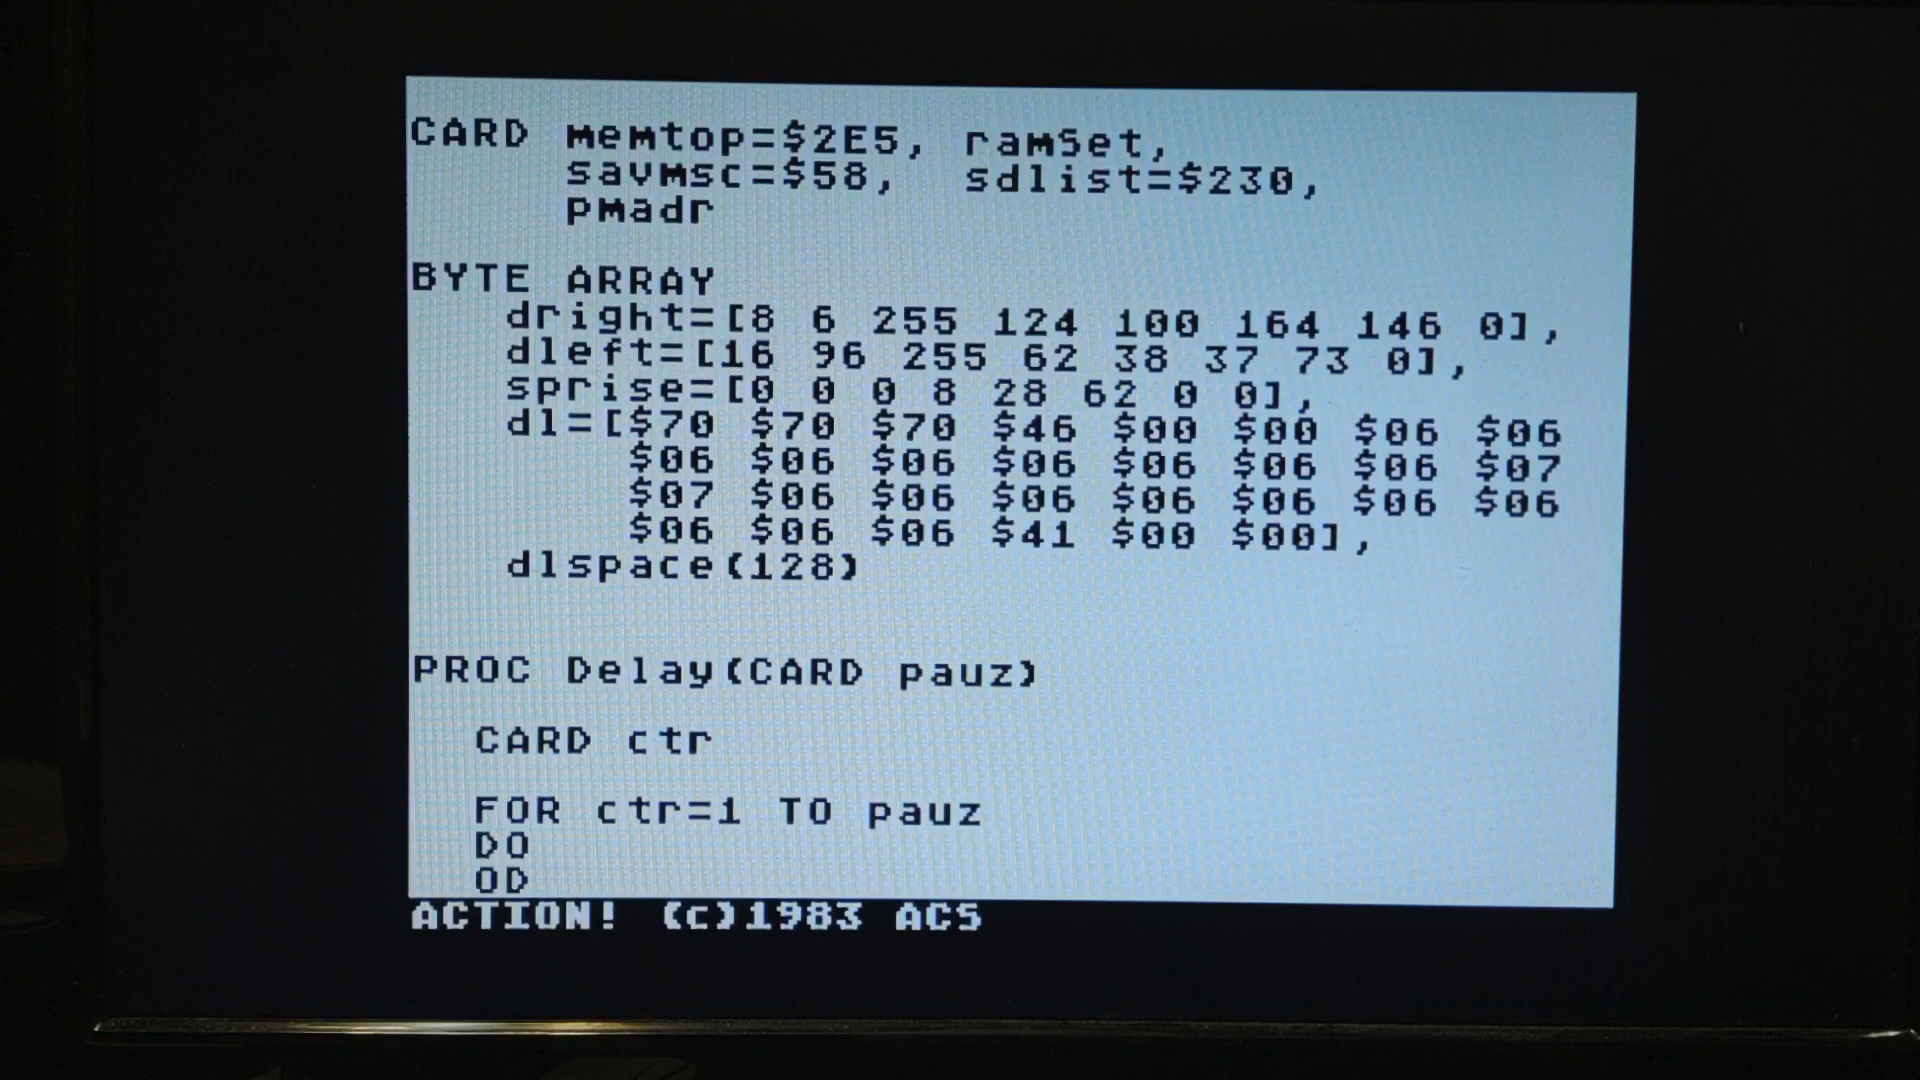 CARD memtop=$2E5, ramSet,
savmsc=$58, sdlist=$230,
pmadr
BYTE ARRAY
dright=[8 6 255 124 100 164 146 0],
dleft=[16 96 255 62 38 37 73 0],
sprise=[0 0 0 8 28 62 0 0],
dl=[$70 $70 $70 $46 $00 $00 $06 $06
$06 $06 $06 $06 $06 $06 $06 $07
$07 $06 $06 $06 $06 $06 $06 $06
$06 $06 $06 $41 $00 $00],
dlspace(128)
PROC Delay(CARD pauz)
CARD ctr
FOR ctr=1 TO pauz
DO
OD
ACTION! (c)1983 ACS